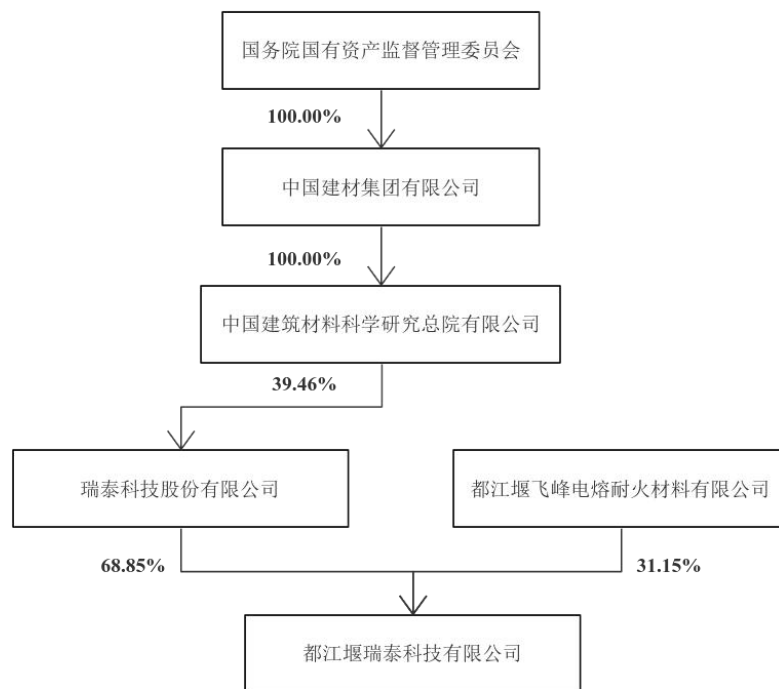 国务院国有资产监督管理委员会
100.00%
中国建材集团有限公司
100.00%
中国建筑材料科学研究总院有限公司
39.46%
瑞泰科技股份有限公司
都江堰飞峰电熔耐火材料有限公司
68.85%
31.15%
都江堰瑞泰科技有限公司